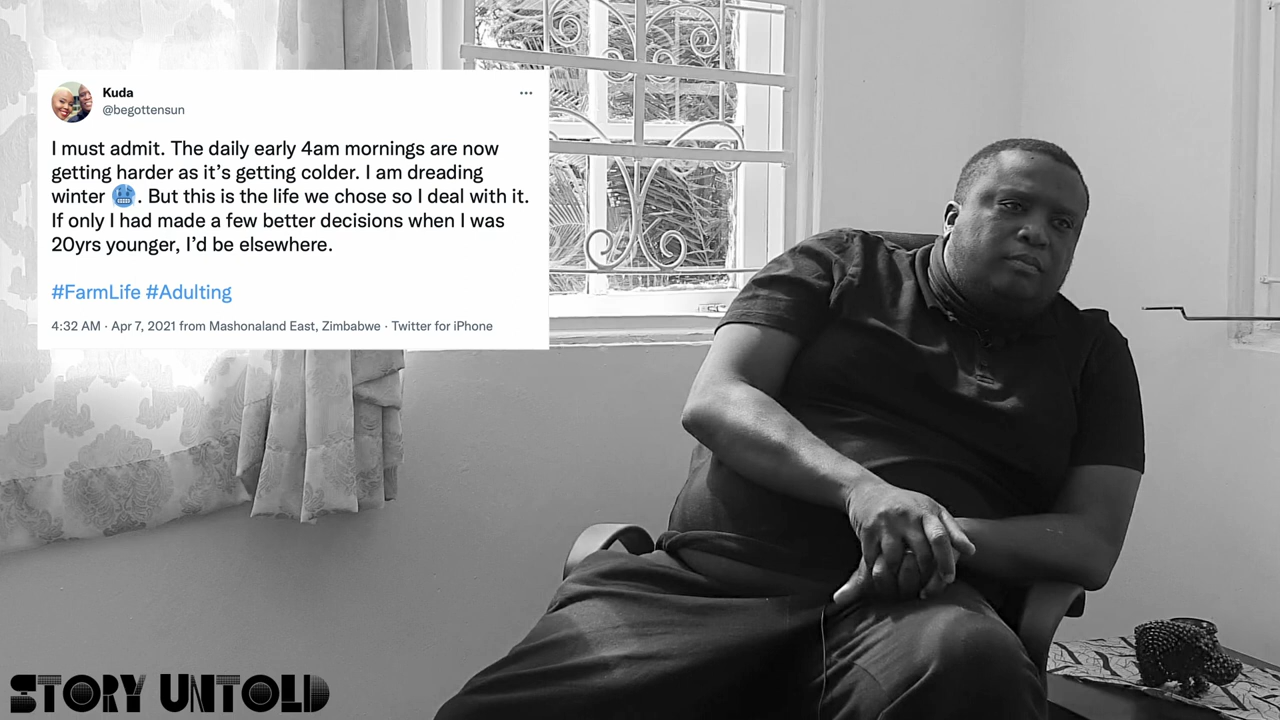 Kuda
@begottensun
I must admit. The daily early 4am mornings are now
getting harder as it’s getting colder. I am dreading
winter 🥶. But this is the life we chose so I deal with it.
If only I had made a few better decisions when I was
20yrs younger, I’d be elsewhere.
#FarmLife #Adulting
4:32 AM · Apr 7, 2021 from Mashonaland East, Zimbabwe · Twitter for iPhone
STORY UNTOLD